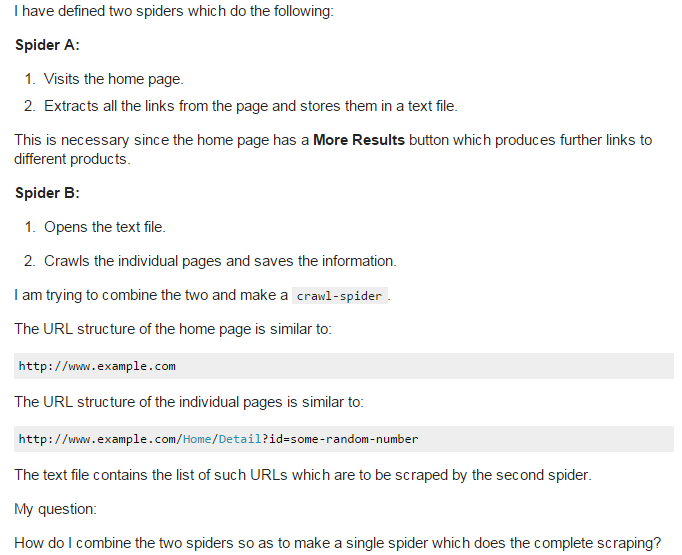 I have defined two spiders which do the following:
Spider A:
1. Visits the home page.
2. Extracts all the links from the page and stores them in a text file.
This is necessary since the home page has a More Results button which produces further links to
different products.
Spider B:
1. Opens the text file.
2. Crawls the individual pages and saves the information.
I am trying to combine the two and make a crawl-spider.
The URL structure of the home page is similar to:
http://www.example.com
The URL structure of the individual pages is similar to:
http://www.example.com/Home/Detail?id=some-random-number
The text file contains the list of such URLs which are to be scraped by the second spider.
My question:
How do I combine the two spiders so as to make a single spider which does the complete scraping?